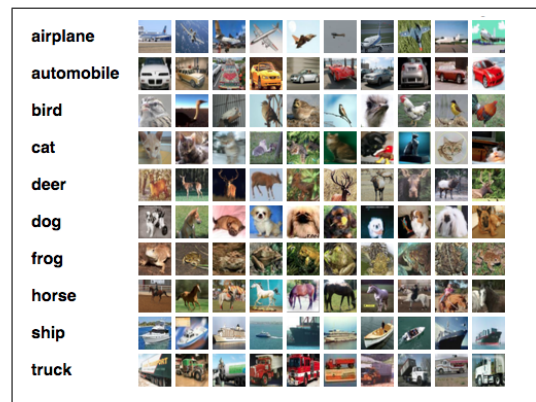 airplane
automobile
bird
cat
deer
dog
frog
horse
ship
truck